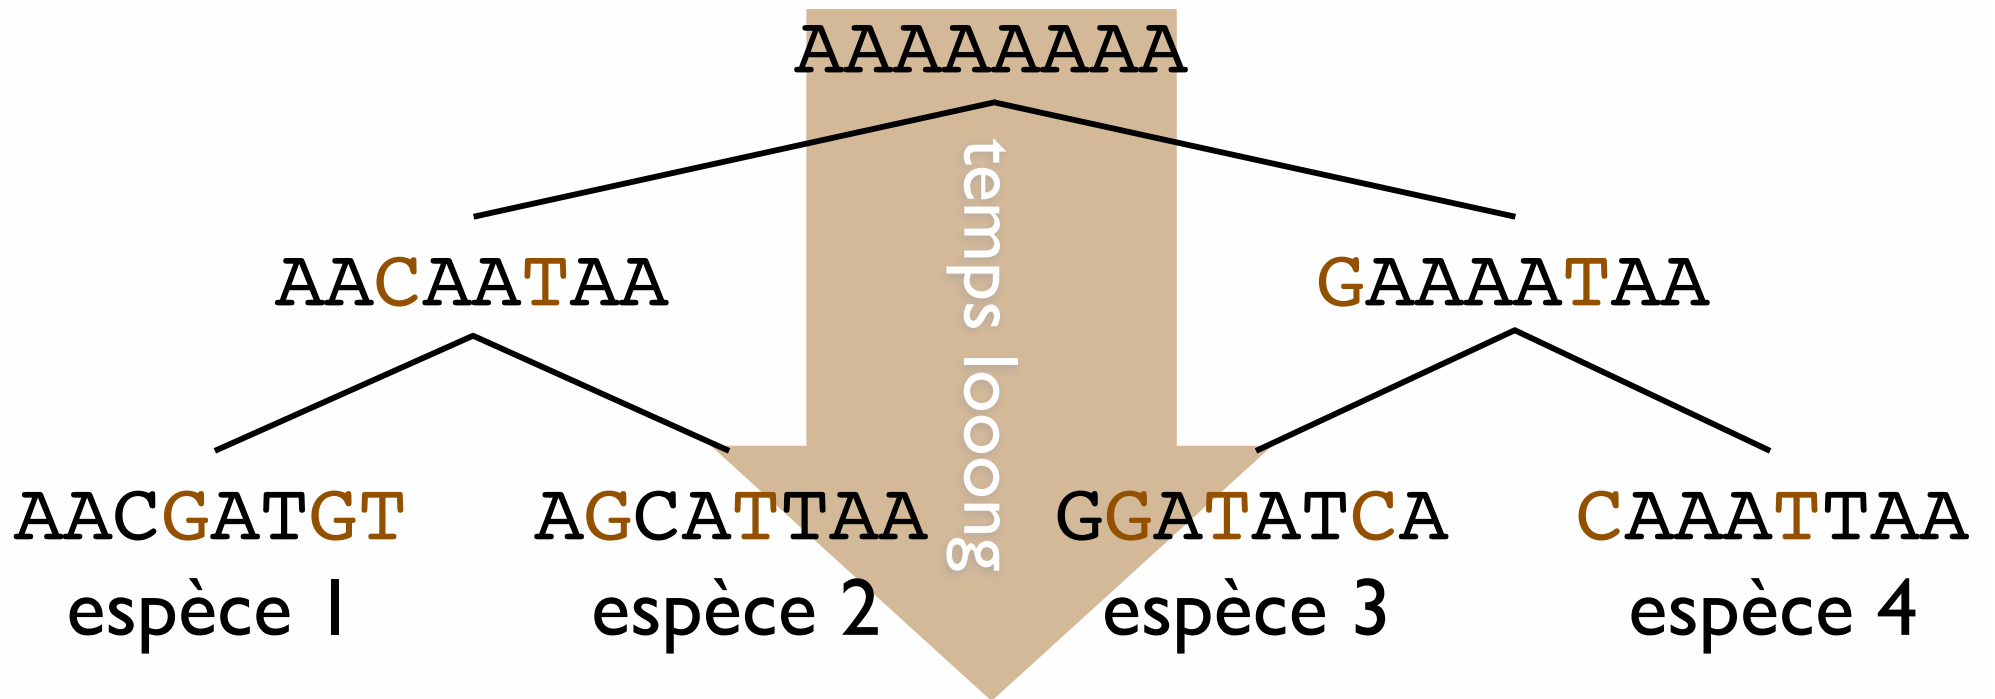 AAAAAAAA
temps looong
AACAATAA
GAAAATAA
AACGATGT
AGCATTAA
GGATATCA
CAAATTAA
espèce 1
espèce 2
espèce 3
espèce 4